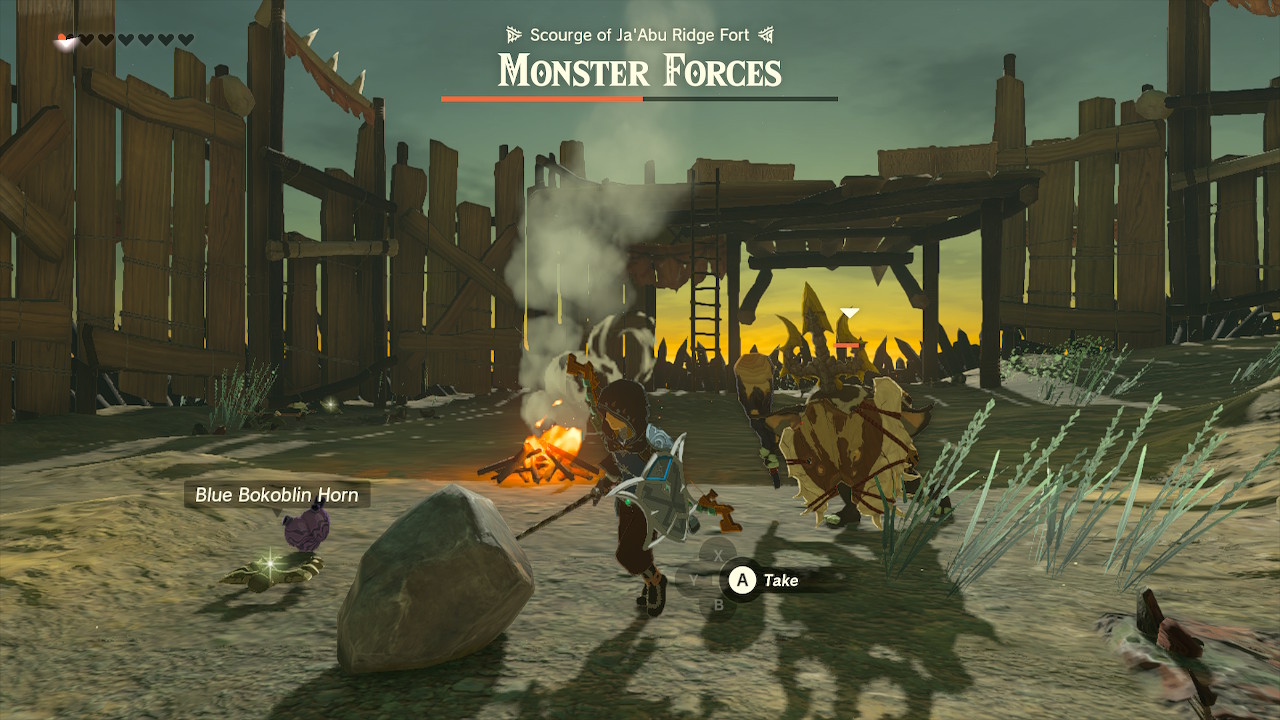 Scourge of Ja'Abu Ridge Fort
MONSTER FORCES
Blue Bokoblin Horn
X
Y L
A Take
B